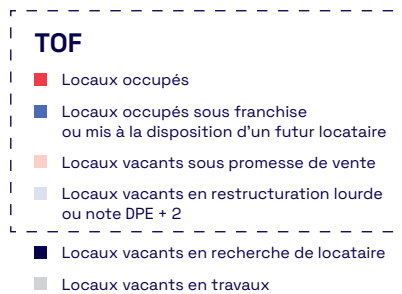 TOF
Locaux occupés
Locaux occupés sous franchise
ou mis à la disposition d'un futur locataire
Locaux vacants sous promesse de vente
Locaux vacants en restructuration lourde
ou note DPE + 2
Locaux vacants en recherche de locataire
Locaux vacants en travaux